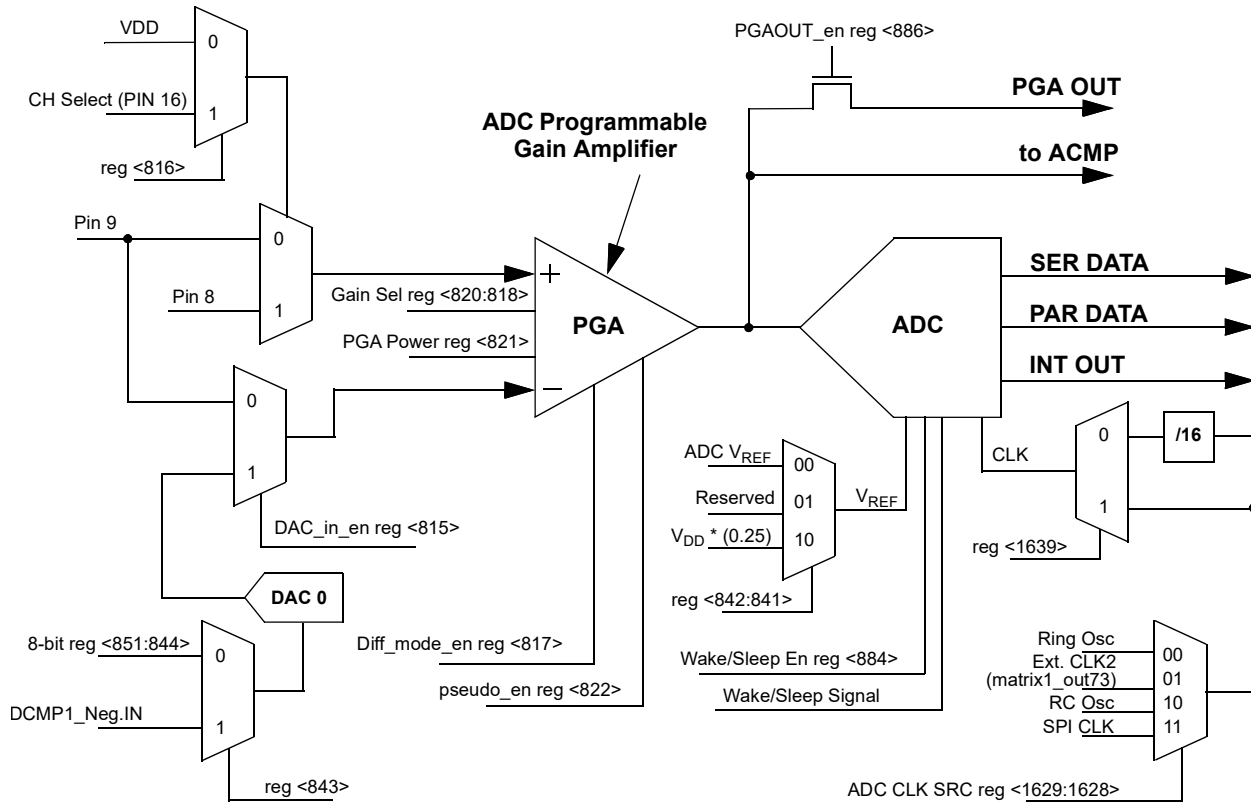 VDD
0
CH Select (PIN 16)
1
reg <816>
PGAOUT_en reg <886>
PGA OUT
ADC Programmable
Gain Amplifier
to ACMP
Pin 9
0
Pin 8
1
+
Gain Sel reg <820:818>
PGA
PGA Power reg <821>
–
ADC
SER DATA
PAR DATA
INT OUT
0
1
DAC_in_en reg <815>
DAC 0
8-bit reg <851:844>
0
DCMP1_Neg.IN
1
reg <843>
Diff_mode_en reg <817>
pseudo_en reg <822>
ADC VREF
00
Reserved
01
VDD * (0.25)
10
VREF
reg <842:841>
Wake/Sleep En reg <884>
Wake/Sleep Signal
CLK
0
/16
1
reg <1639>
Ring Osc
00
Ext. CLK2
(matrix1_out73)
01
RC Osc
10
SPI CLK
11
ADC CLK SRC reg <1629:1628>